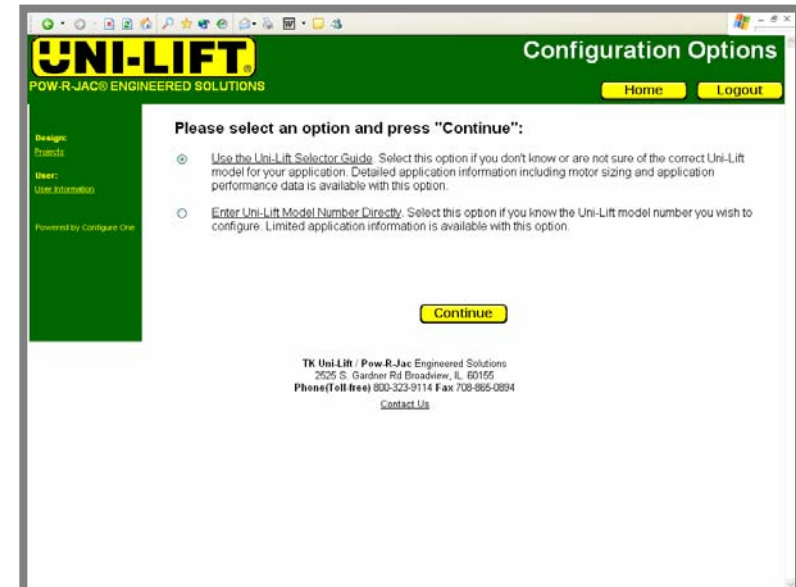 UNI-LIFT®
POW-R-JAC® ENGINEERED SOLUTIONS
Configuration Options
Home
Logout
Design:
Projects
User:
User Information
Powered by Configure One
Please select an option and press "Continue":
Use the Uni-Lift Selector Guide. Select this option if you don't know or are not sure of the correct Uni-Lift
model for your application. Detailed application information including motor sizing and application
performance data is available with this option.
Enter Uni-Lift Model Number Directly. Select this option if you know the Uni-Lift model number you wish to
configure. Limited application information is available with this option.
Continue
TK Uni-Lift / Pow-R-Jac Engineered Solutions
2525 S. Gardner Rd Broadview, IL. 60155
Phone(Toll-free) 800-323-9114 Fax 708-865-0894
Contact Us